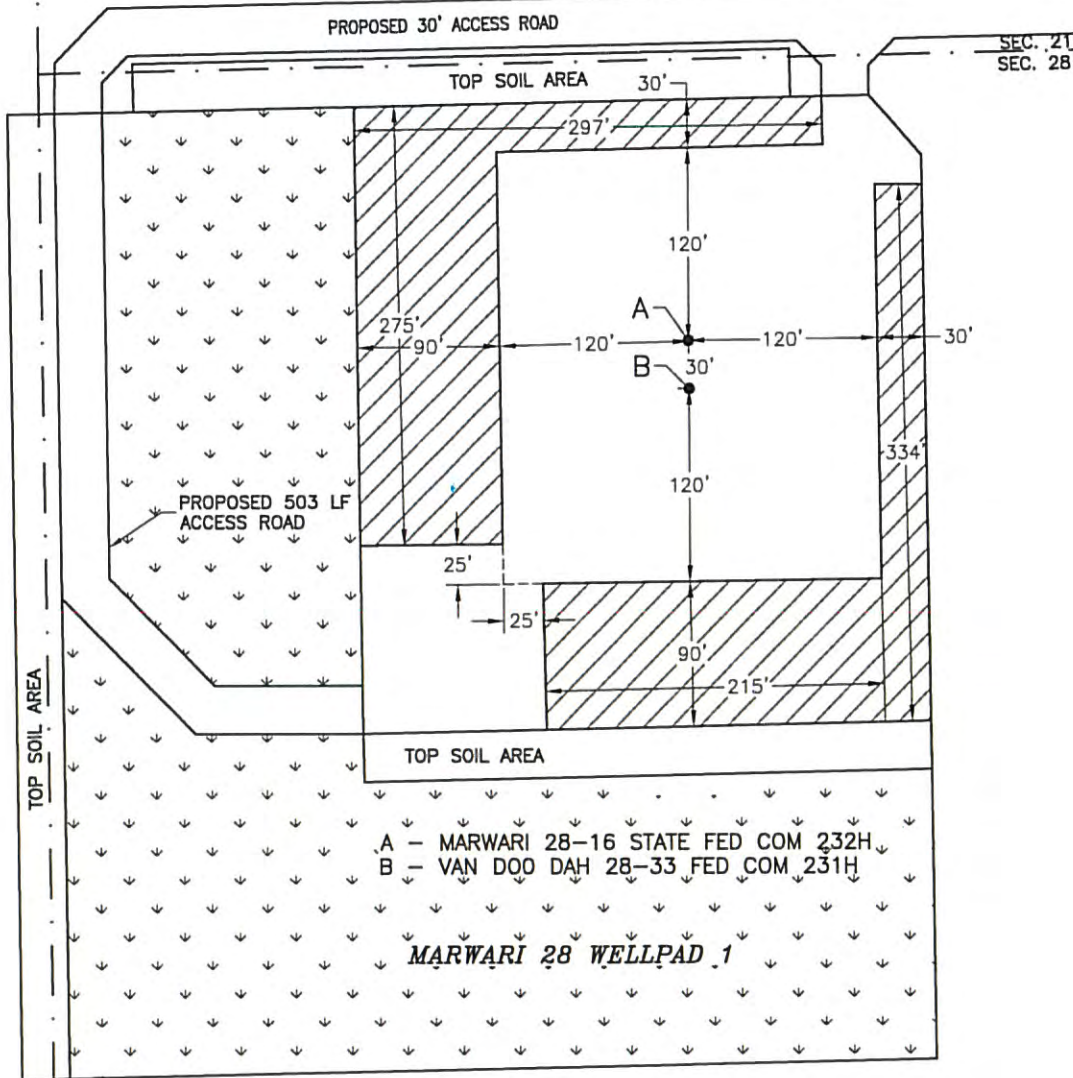 PROPOSED 30' ACCESS ROAD
SEC. 21
SEC. 28
TOP SOIL AREA
30'
297'
120'
A
275'
90'
120'
120'
30'
30'
B
334'
120'
PROPOSED 503 LF
ACCESS ROAD
25'
25'
90'
215'
TOP SOIL AREA
TOP SOIL AREA
A – MARWARI 28–16 STATE FED COM 232H
B – VAN DOO DAH 28–33 FED COM 231H
MARWARI 28 WELLPAD 1